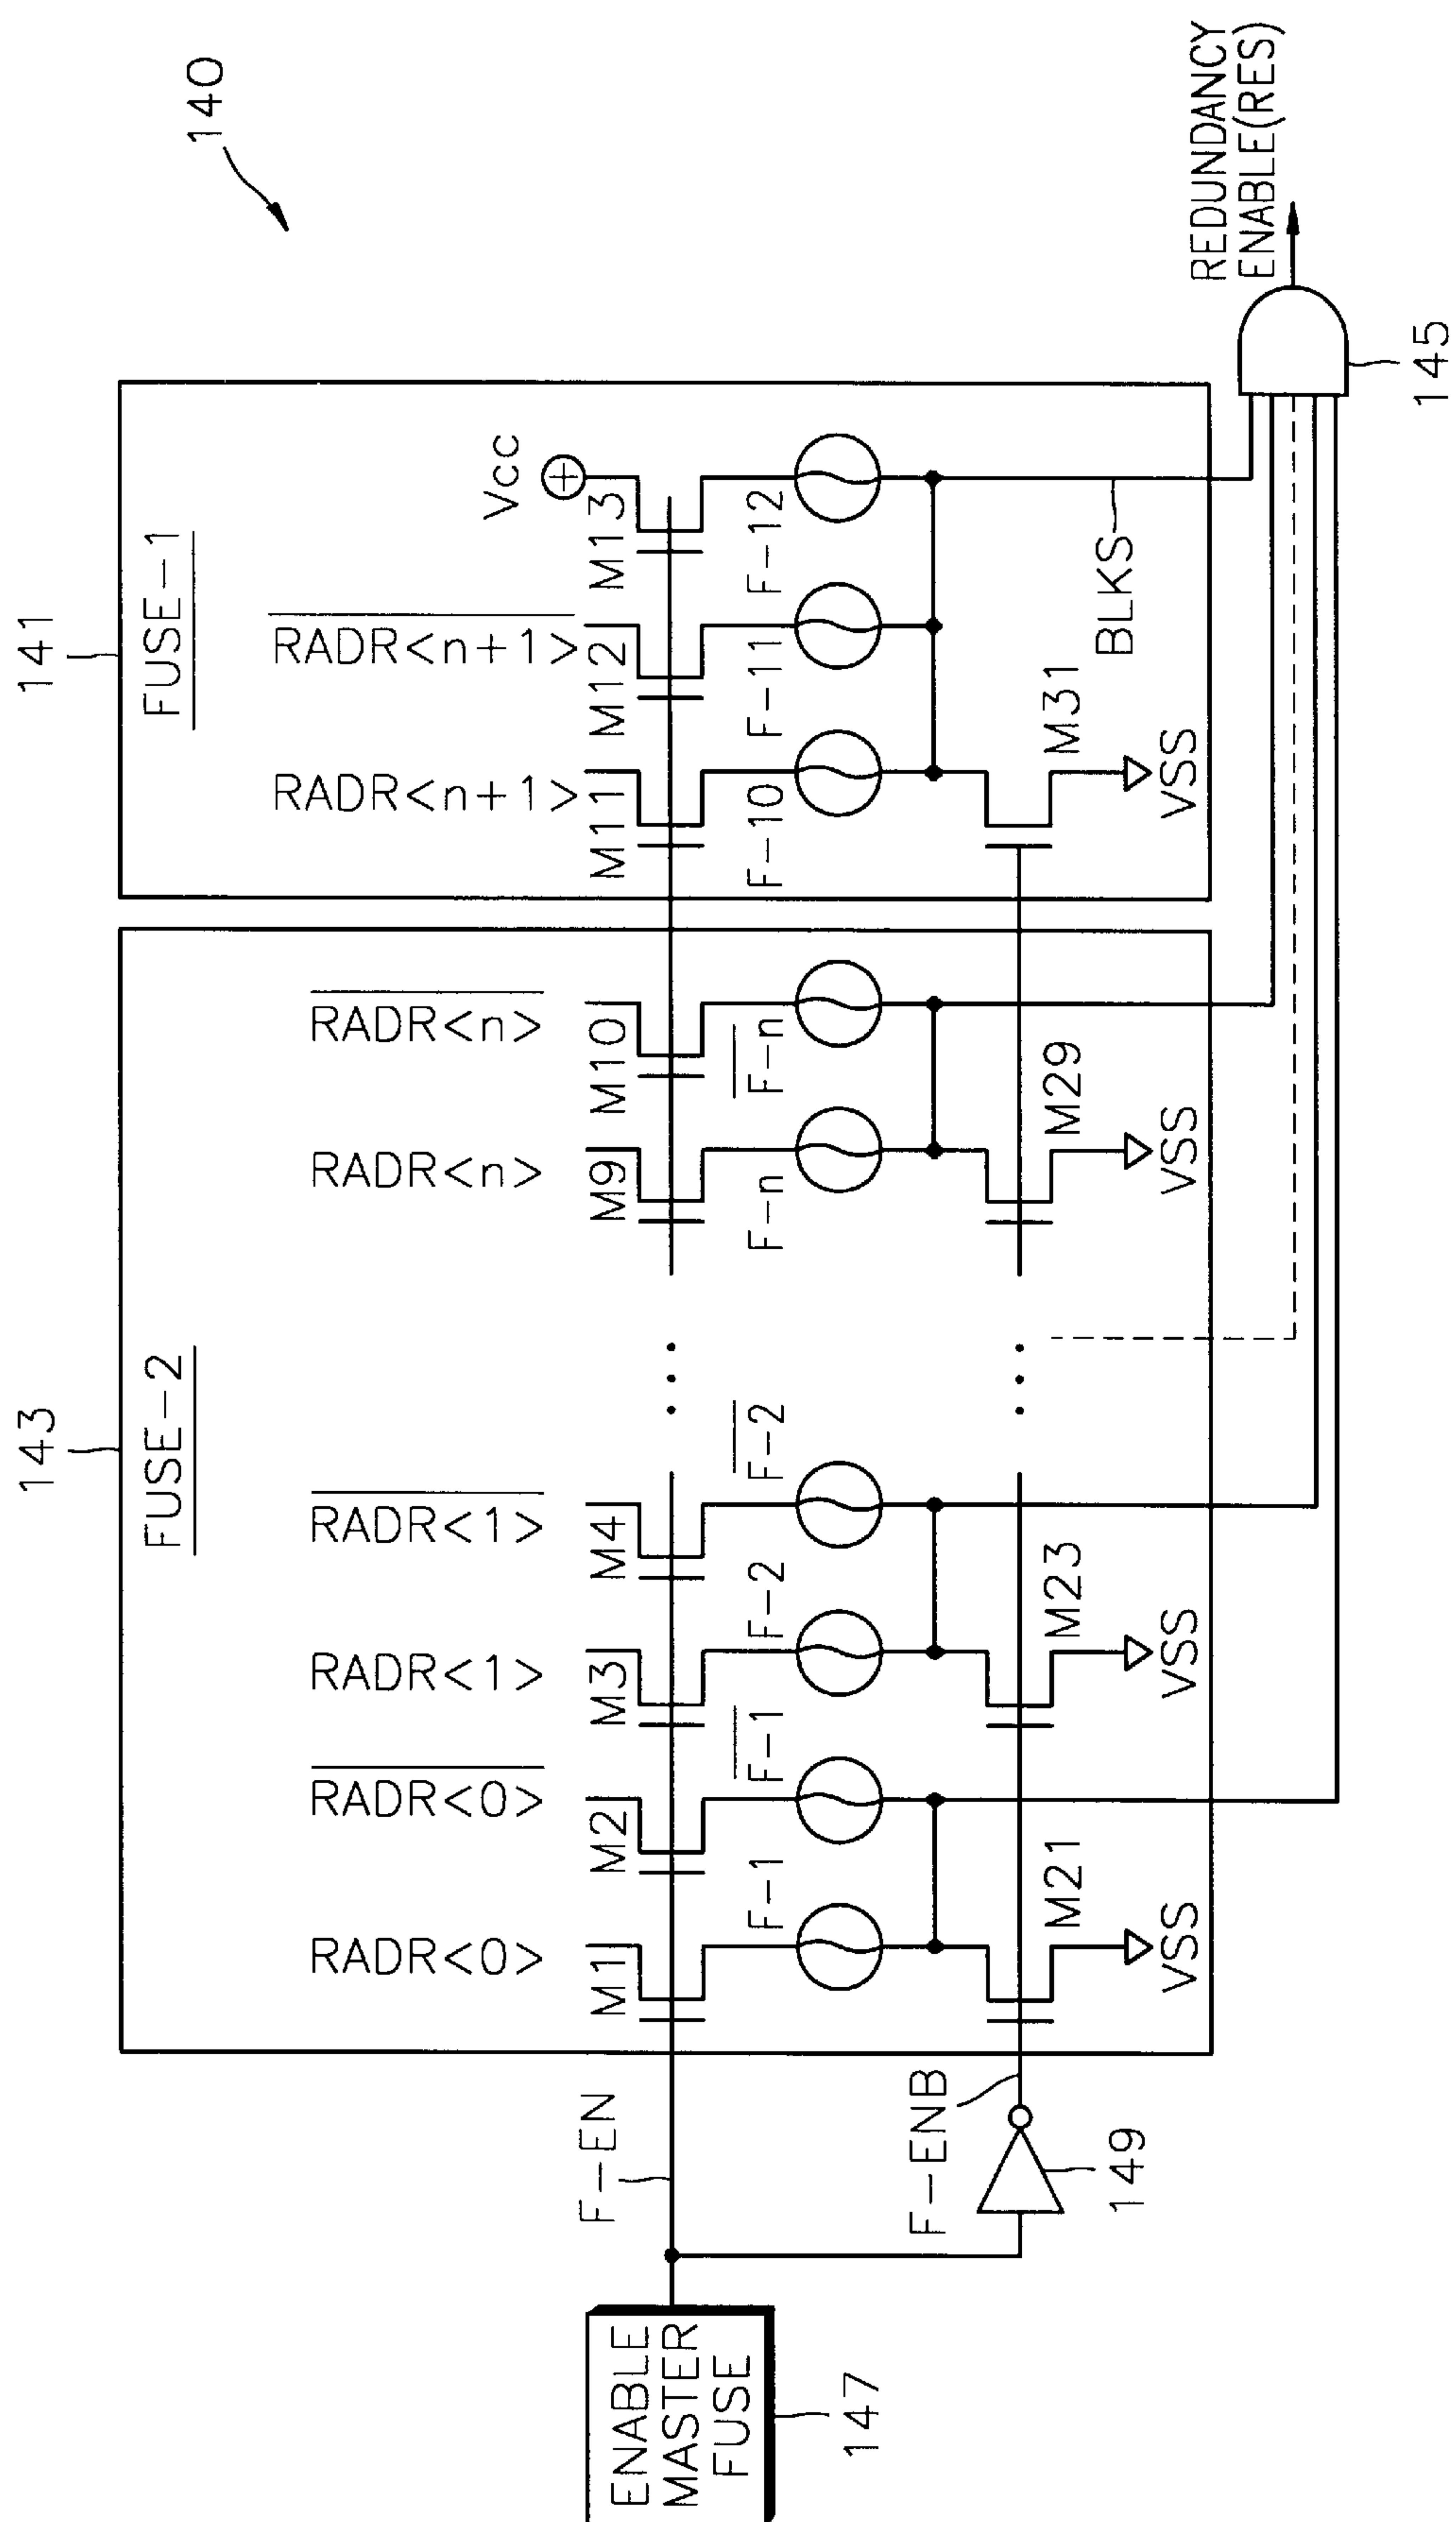 140
141
143
FUSE-1
FUSE-2
Vcc
RADR<0>
RADR<0>
RADR<1>
RADR<1>
RADR<n>
RADR<n>
RADR<n+1>
RADR<n+1>
M1
M2
M3
M4
M9
M10
M11
M12
M13
F-EN
F-1
F-1
F-2
F-2
F-n
F-n
F-10
F-11
F-12
ENABLE
MASTER
FUSE
147
F-ENB
149
M21
M23
M29
M31
VSS
VSS
VSS
VSS
BLKS
REDUNDANCY
ENABLE(RES)
145